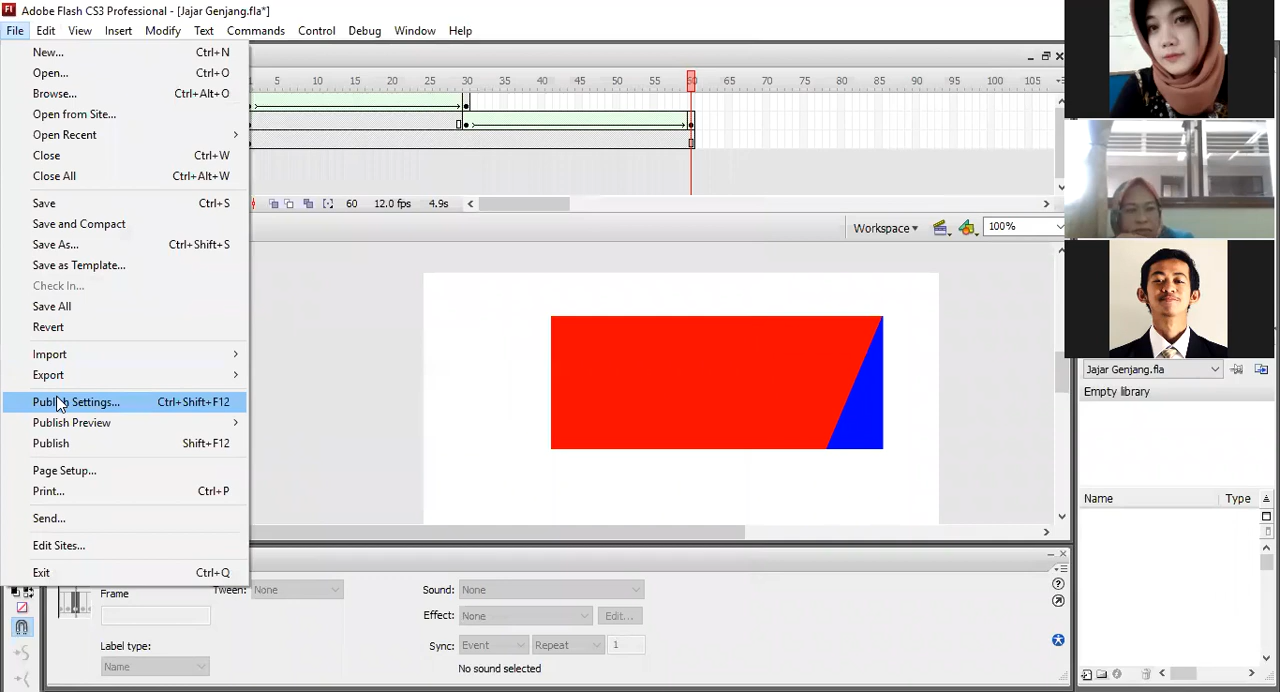 Adobe Flash CS3 Professional - [Jajar Genjang.fla*]
File Edit View Insert Modify Text Commands Control Debug Window Help
New... Ctrl+N
Open... Ctrl+O
Browse... Ctrl+Alt+O
Open from Site...
Open Recent
Close Ctrl+W
Close All Ctrl+Alt+W
Save Ctrl+S
Save and Compact
Save As... Ctrl+Shift+S
Save as Template...
Check In...
Save All
Revert
Import
Export
Publish Settings... Ctrl+Shift+F12
Publish Preview
Publish Shift+F12
Page Setup...
Print... Ctrl+P
Send...
Edit Sites...
Exit Ctrl+Q
5 10 15 20 25 30 35 40 45 50 55 60 65 70 75 80 85 90 95 100 105
60 12.0 fps 4.9s
Workspace 100%
Jajar Genjang.fla
Empty library
Name Type
Frame
Tween: None
Sound: None
Effect: None Edit...
Label type:
Sync: Event Repeat 1
Name
No sound selected